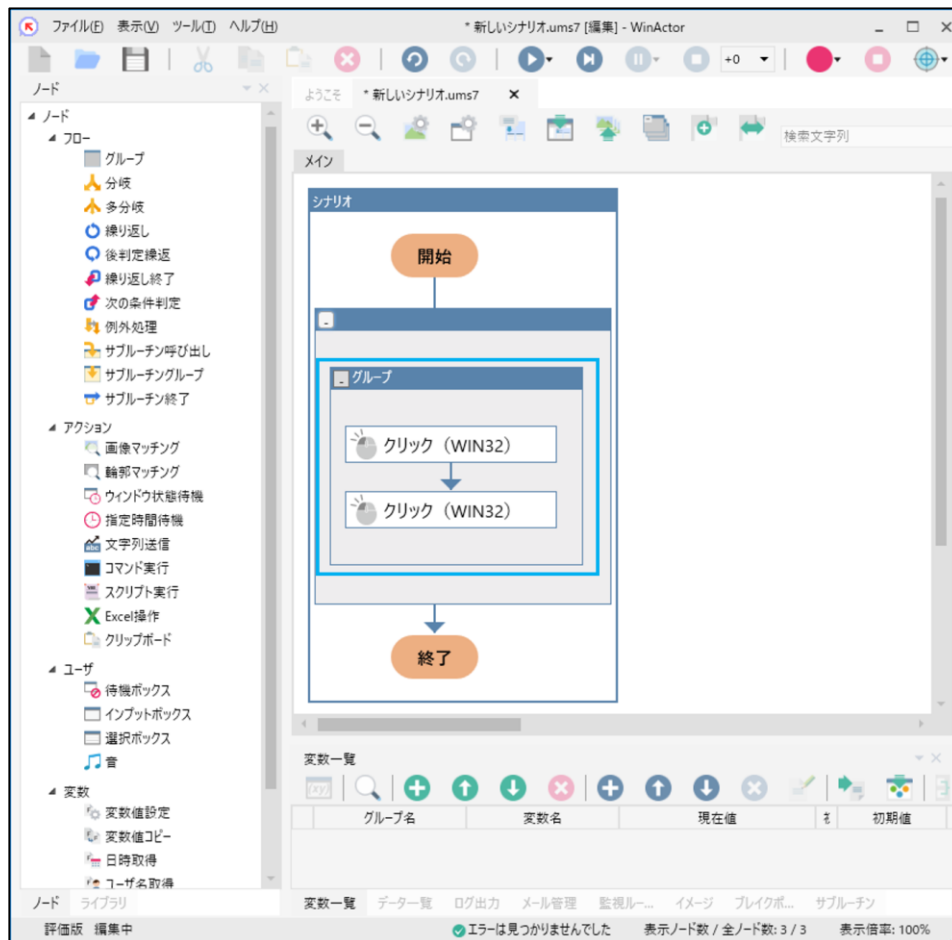 ファイル(F) 表示(V) ツール(T) ヘルプ(H)
* 新しいシナリオ.ums7 [編集] - WinActor
+0
ノード
ノード
フロー
グループ
分岐
多分岐
繰り返し
後判定繰返
繰り返し終了
次の条件判定
例外処理
サブルーチン呼び出し
サブルーチングループ
サブルーチン終了
アクション
画像マッチング
輪郭マッチング
ウィンドウ状態待機
指定時間待機
文字列送信
コマンド実行
スクリプト実行
Excel操作
クリップボード
ユーザ
待機ボックス
インプットボックス
選択ボックス
音
変数
変数値設定
変数値コピー
日時取得
ユーザ名取得
ノード ライブラリ
ようこそ * 新しいシナリオ.ums7
検索文字列
メイン
シナリオ
開始
グループ
クリック（WIN32）
クリック（WIN32）
終了
変数一覧
グループ名 変数名 現在値 初期値
変数一覧 データ一覧 ログ出力 メール管理 監視ルー... イメージ ブレイクポ... サブルーチン
評価版 編集中 エラーは見つかりませんでした 表示ノード数 / 全ノード数: 3 / 3 表示倍率: 100%